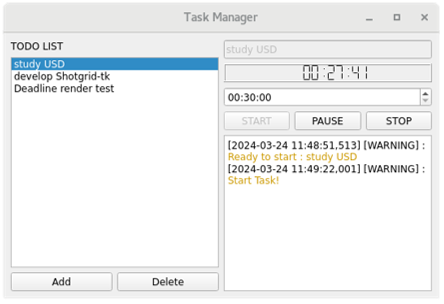 Task Manager
TODO LIST
study USD
develop Shotgrid-tk
Deadline render test
Add
Delete
study USD
00:27:41
00:30:00
START
PAUSE
STOP
[2024-03-24 11:48:51,513] [WARNING] :
Ready to start : study USD
[2024-03-24 11:49:22,001] [WARNING] :
Start Task!